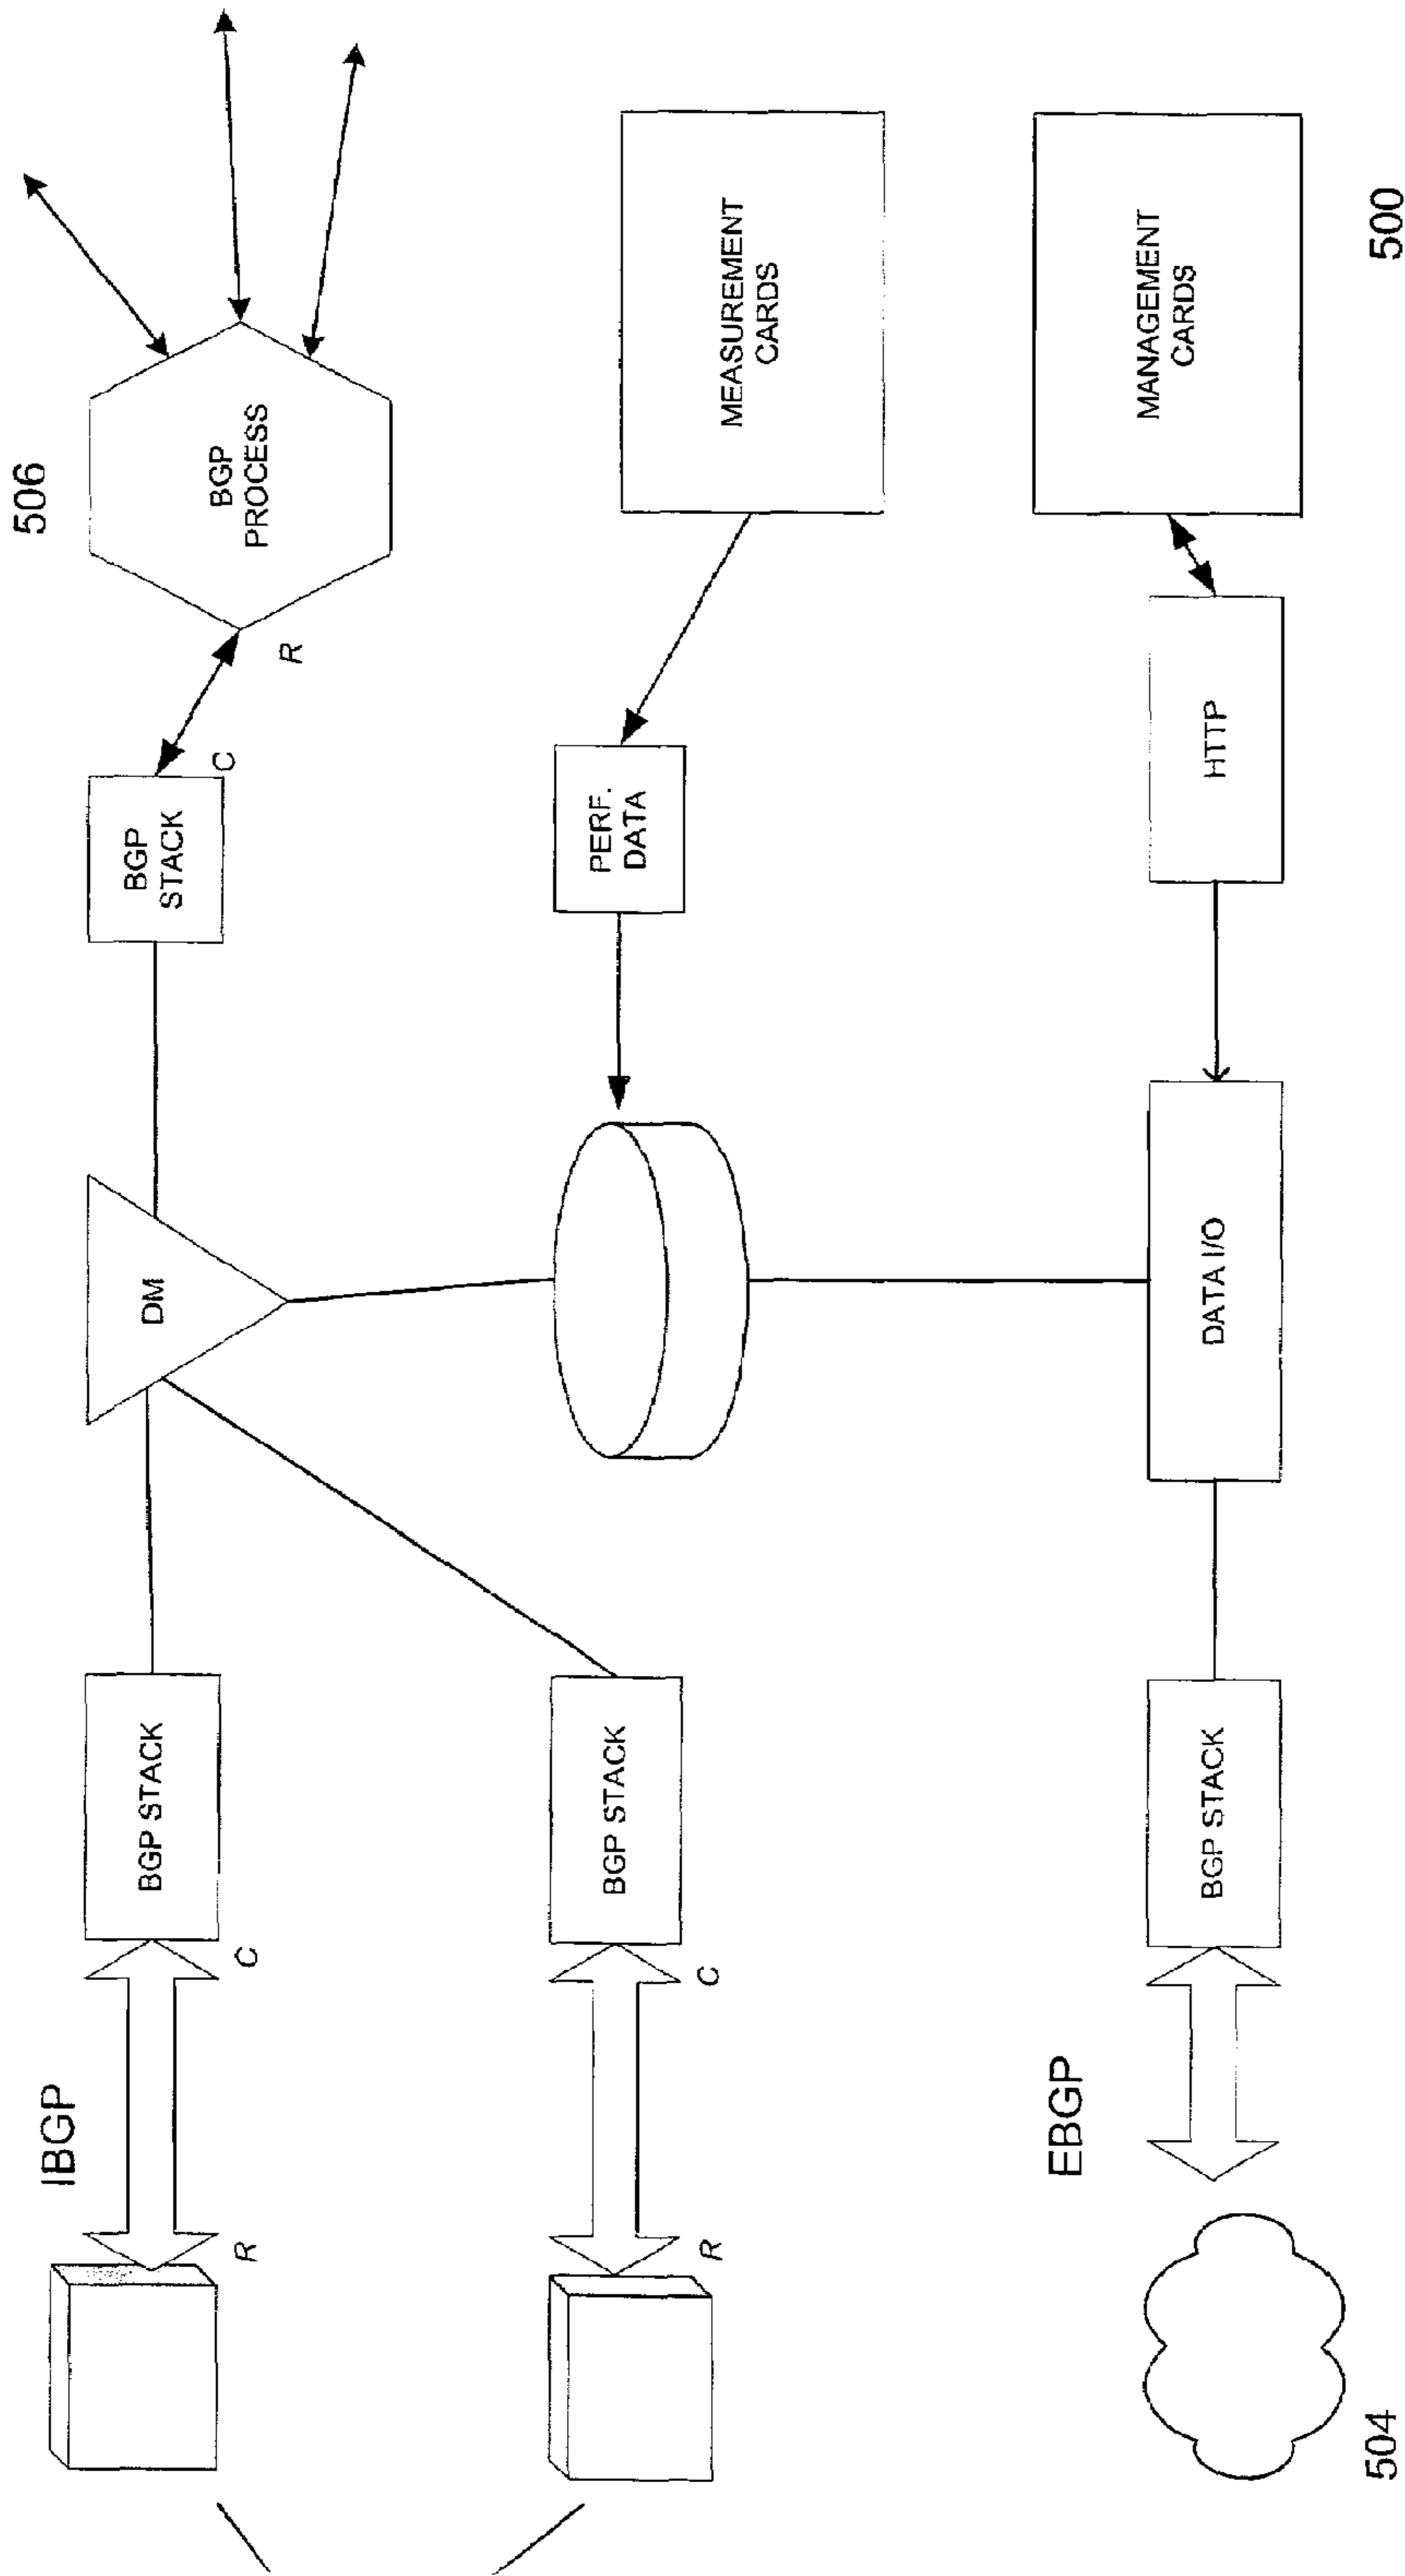 IBGP
506
BGP STACK
DM
BGP
STACK
BGP
PROCESS
R
C
C
R
BGP STACK
PERF.
DATA
MEASUREMENT
CARDS
R
C
EBGP
BGP STACK
DATA I/O
HTTP
MANAGEMENT
CARDS
504
500